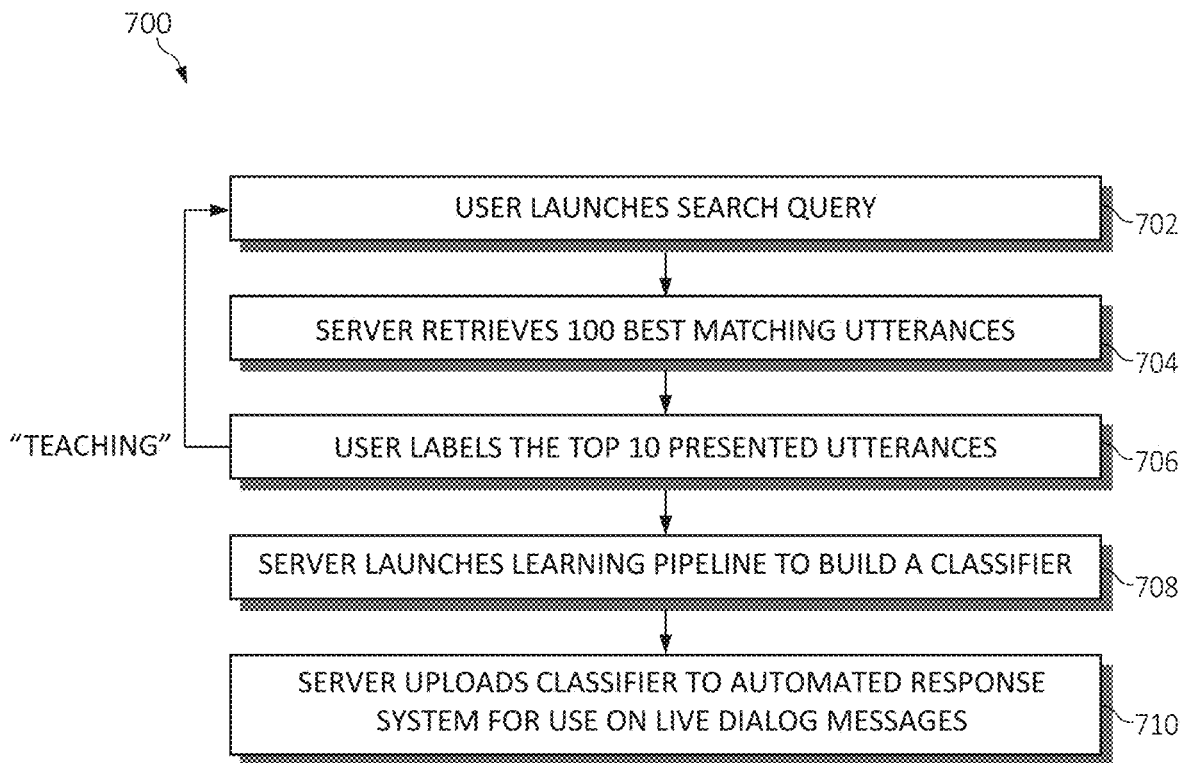 700
USER LAUNCHES SEARCH QUERY
702
SERVER RETRIEVES 100 BEST MATCHING UTTERANCES
704
"TEACHING"
USER LABELS THE TOP 10 PRESENTED UTTERANCES
706
SERVER LAUNCHES LEARNING PIPELINE TO BUILD A CLASSIFIER
708
SERVER UPLOADS CLASSIFIER TO AUTOMATED RESPONSE
SYSTEM FOR USE ON LIVE DIALOG MESSAGES
710